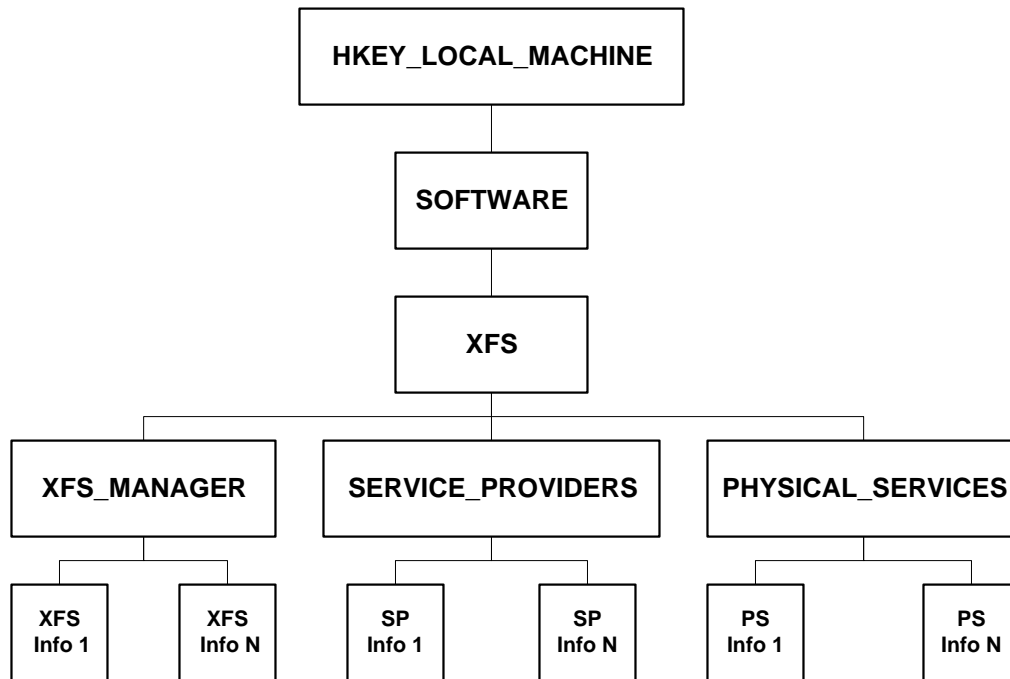 HKEY_LOCAL_MACHINE
SOFTWARE
XFS
XFS_MANAGER
SERVICE_PROVIDERS
PHYSICAL_SERVICES
XFS
Info 1
XFS
Info N
SP
Info 1
SP
Info N
PS
Info 1
PS
Info N